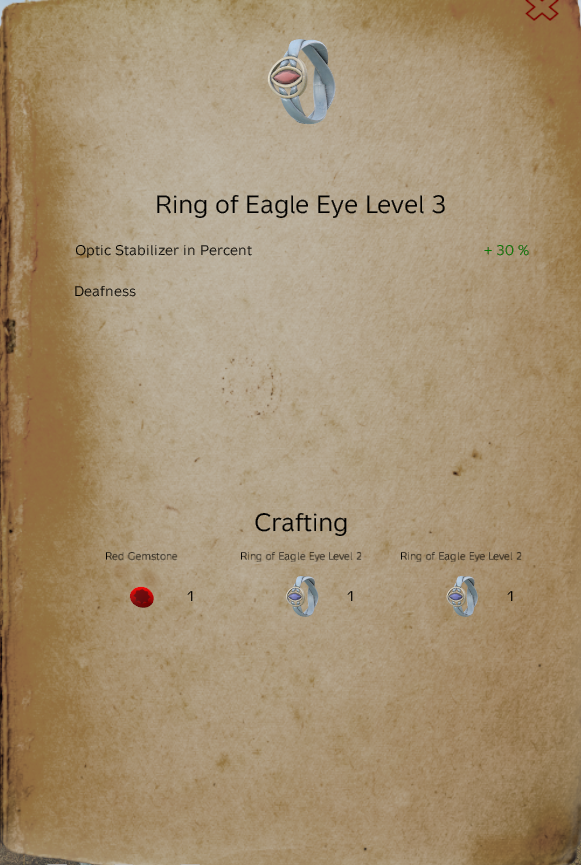 Ring of Eagle Eye Level 3
Optic Stabilizer in Percent + 30 %
Deafness
Crafting
Red Gemstone Ring of Eagle Eye Level 2 Ring of Eagle Eye Level 2
1 1 1